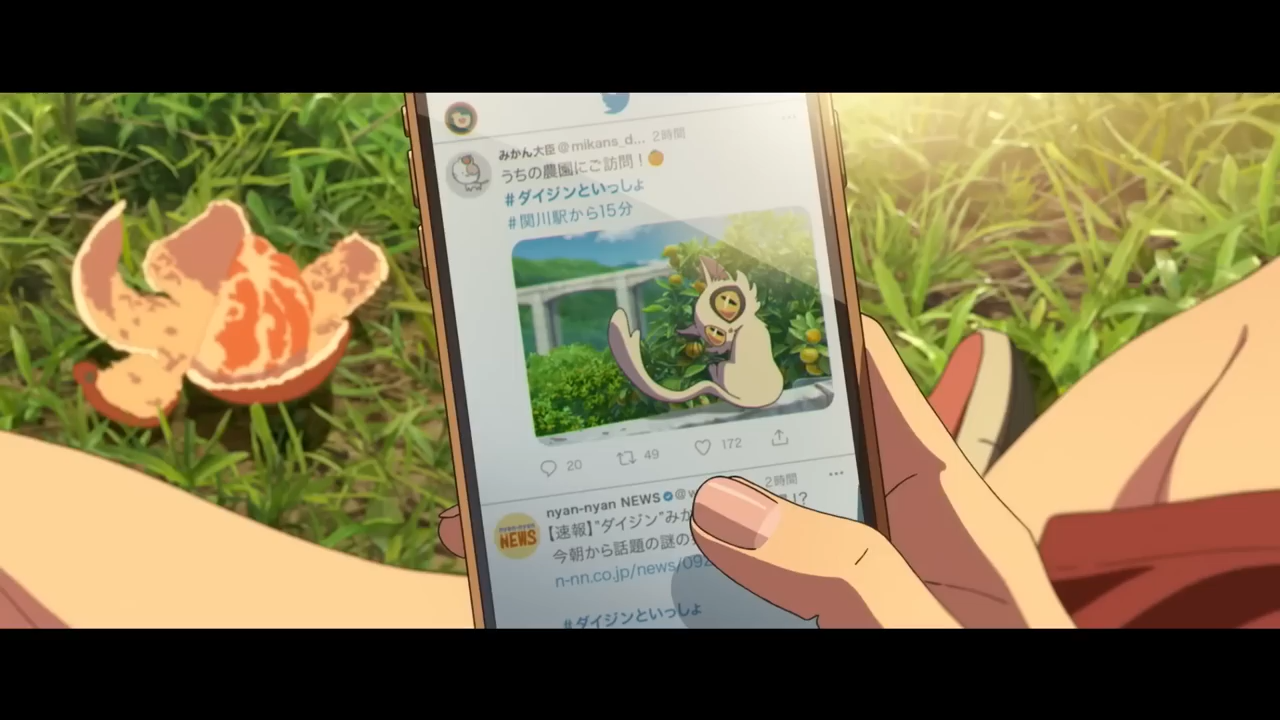 みかん大臣 @mikans_d... 2時間
うちの農園にご訪問！
#ダイジンといっしょ
#関川駅から15分
20 49 172
nyan-nyan NEWS @w 2時間
【速報】"ダイジン"みか !?
今朝から話題の謎の
n-nn.co.jp/news/09
#ダイジンといっしょ
NEWS